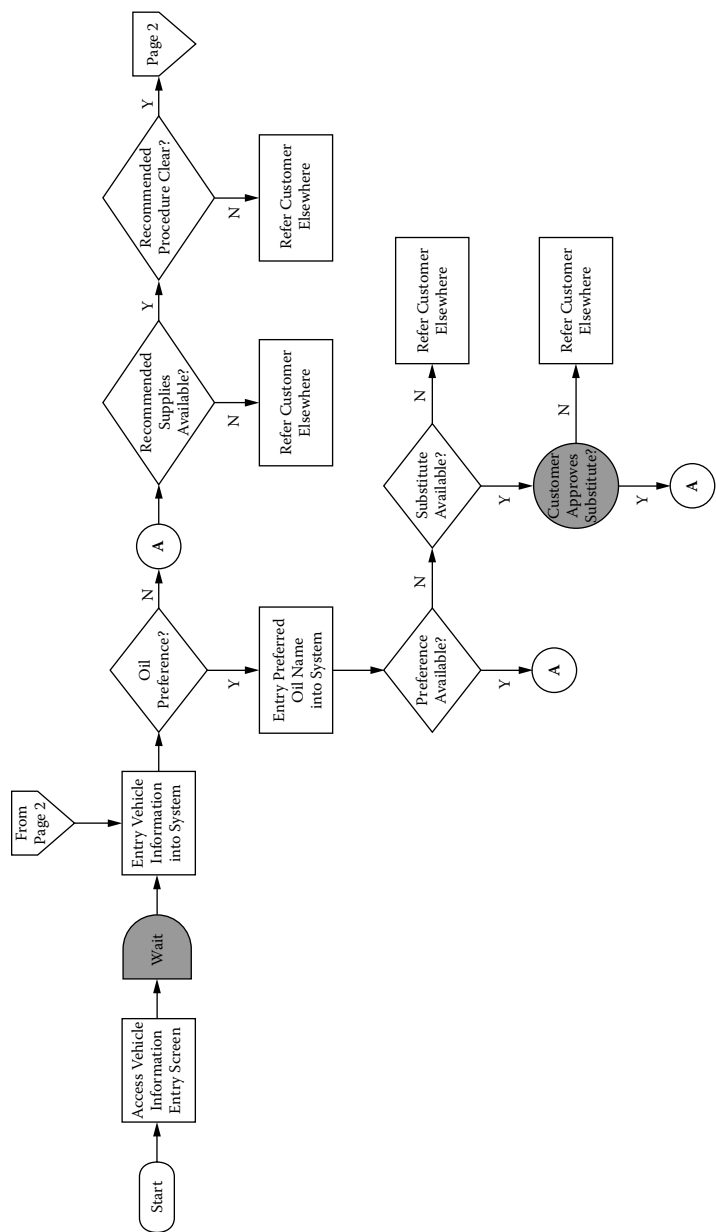 Start
Access Vehicle
Information
Entry Screen
Wait
From
Page 2
Entry Vehicle
Information
into System
Oil
Preference?
N
A
Recommended
Supplies
Available?
Y
Recommended
Procedure Clear?
Y
Page 2
Y
N
Refer Customer
Elsewhere
N
Refer Customer
Elsewhere
Entry Preferred
Oil Name
into System
Preference
Available?
N
Substitute
Available?
N
Refer Customer
Elsewhere
Y
A
Y
Customer
Approves
Substitute?
N
Refer Customer
Elsewhere
Y
A